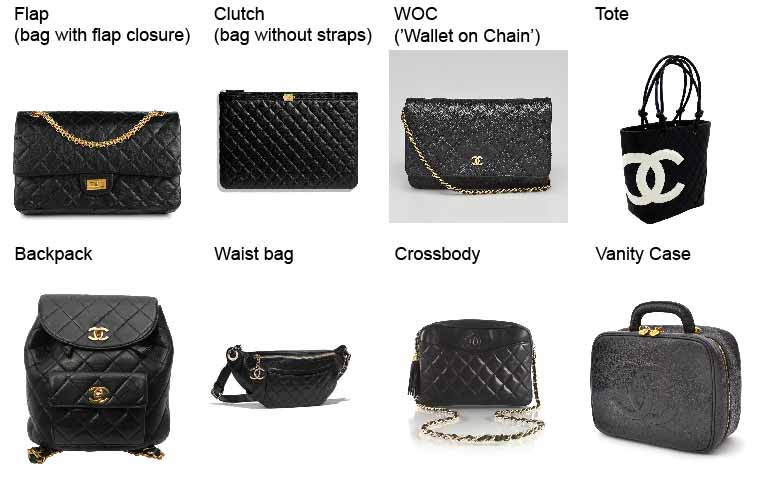 Flap
(bag with flap closure)
Clutch
(bag without straps)
WOC
('Wallet on Chain’)
Tote
Backpack
Waist bag
Crossbody
Vanity Case